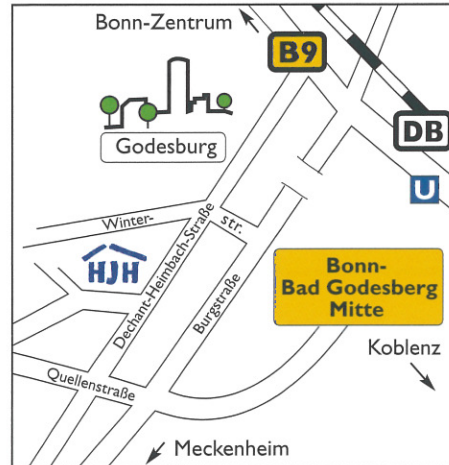 Bonn-Zentrum
B9
DB
Godesburg
U
Winter-
str.
HJH
Dechant-Heimbach-Straße
Burgstraße
Bonn-
Bad Godesberg
Mitte
Koblenz
Quellenstraße
Meckenheim